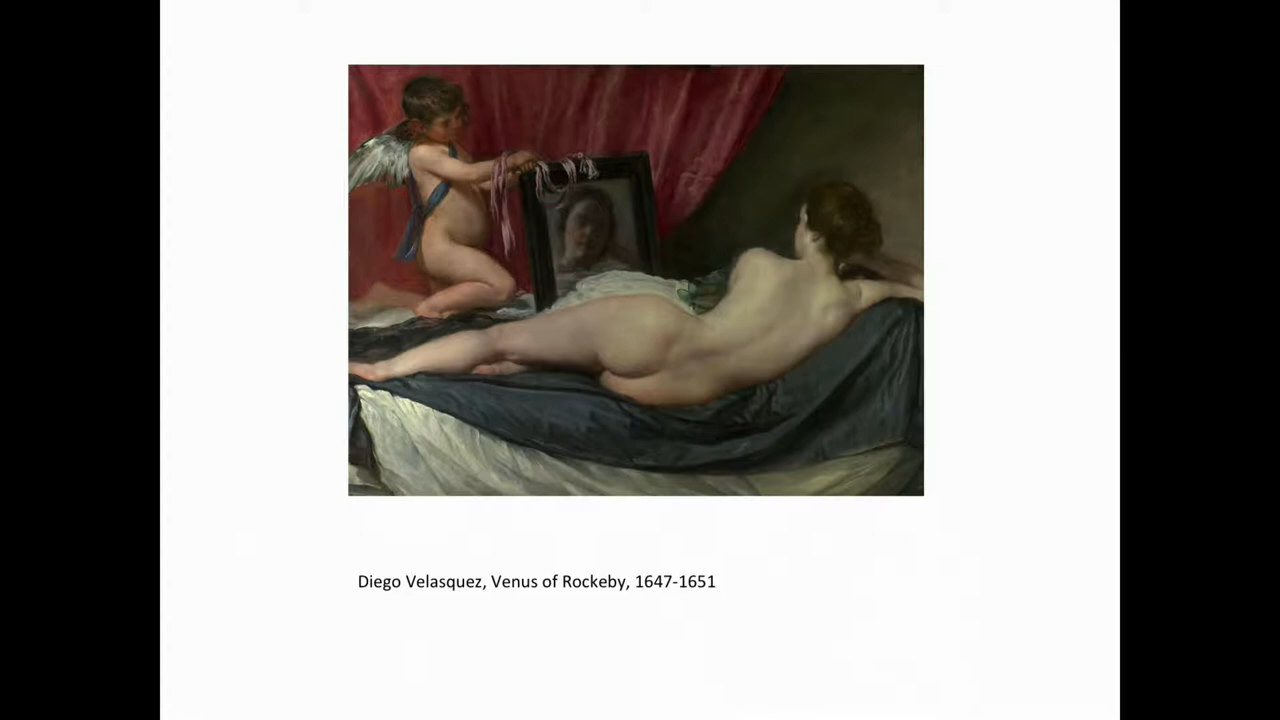 Diego Velasquez, Venus of Rockeby, 1647-1651